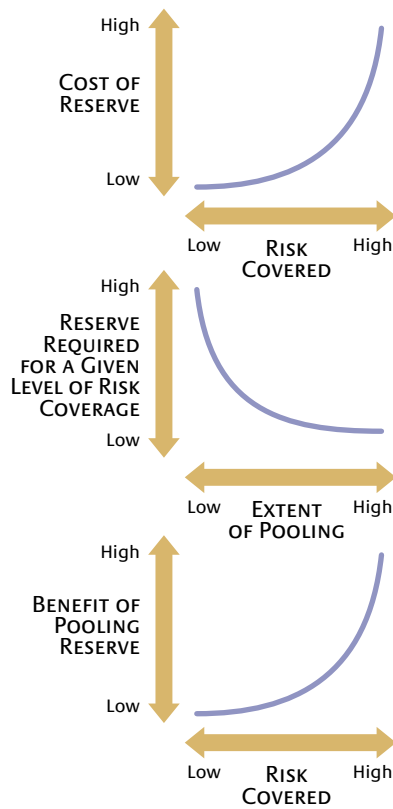 High
COST OF
RESERVE
Low
Low
RISK
High
COVERED
High
RESERVE
REQUIRED
FOR A GIVEN
LEVEL OF RISK
COVERAGE
Low
Low
EXTENT
High
OF POOLING
High
BENEFIT OF
POOLING
RESERVE
Low
Low
RISK
High
COVERED